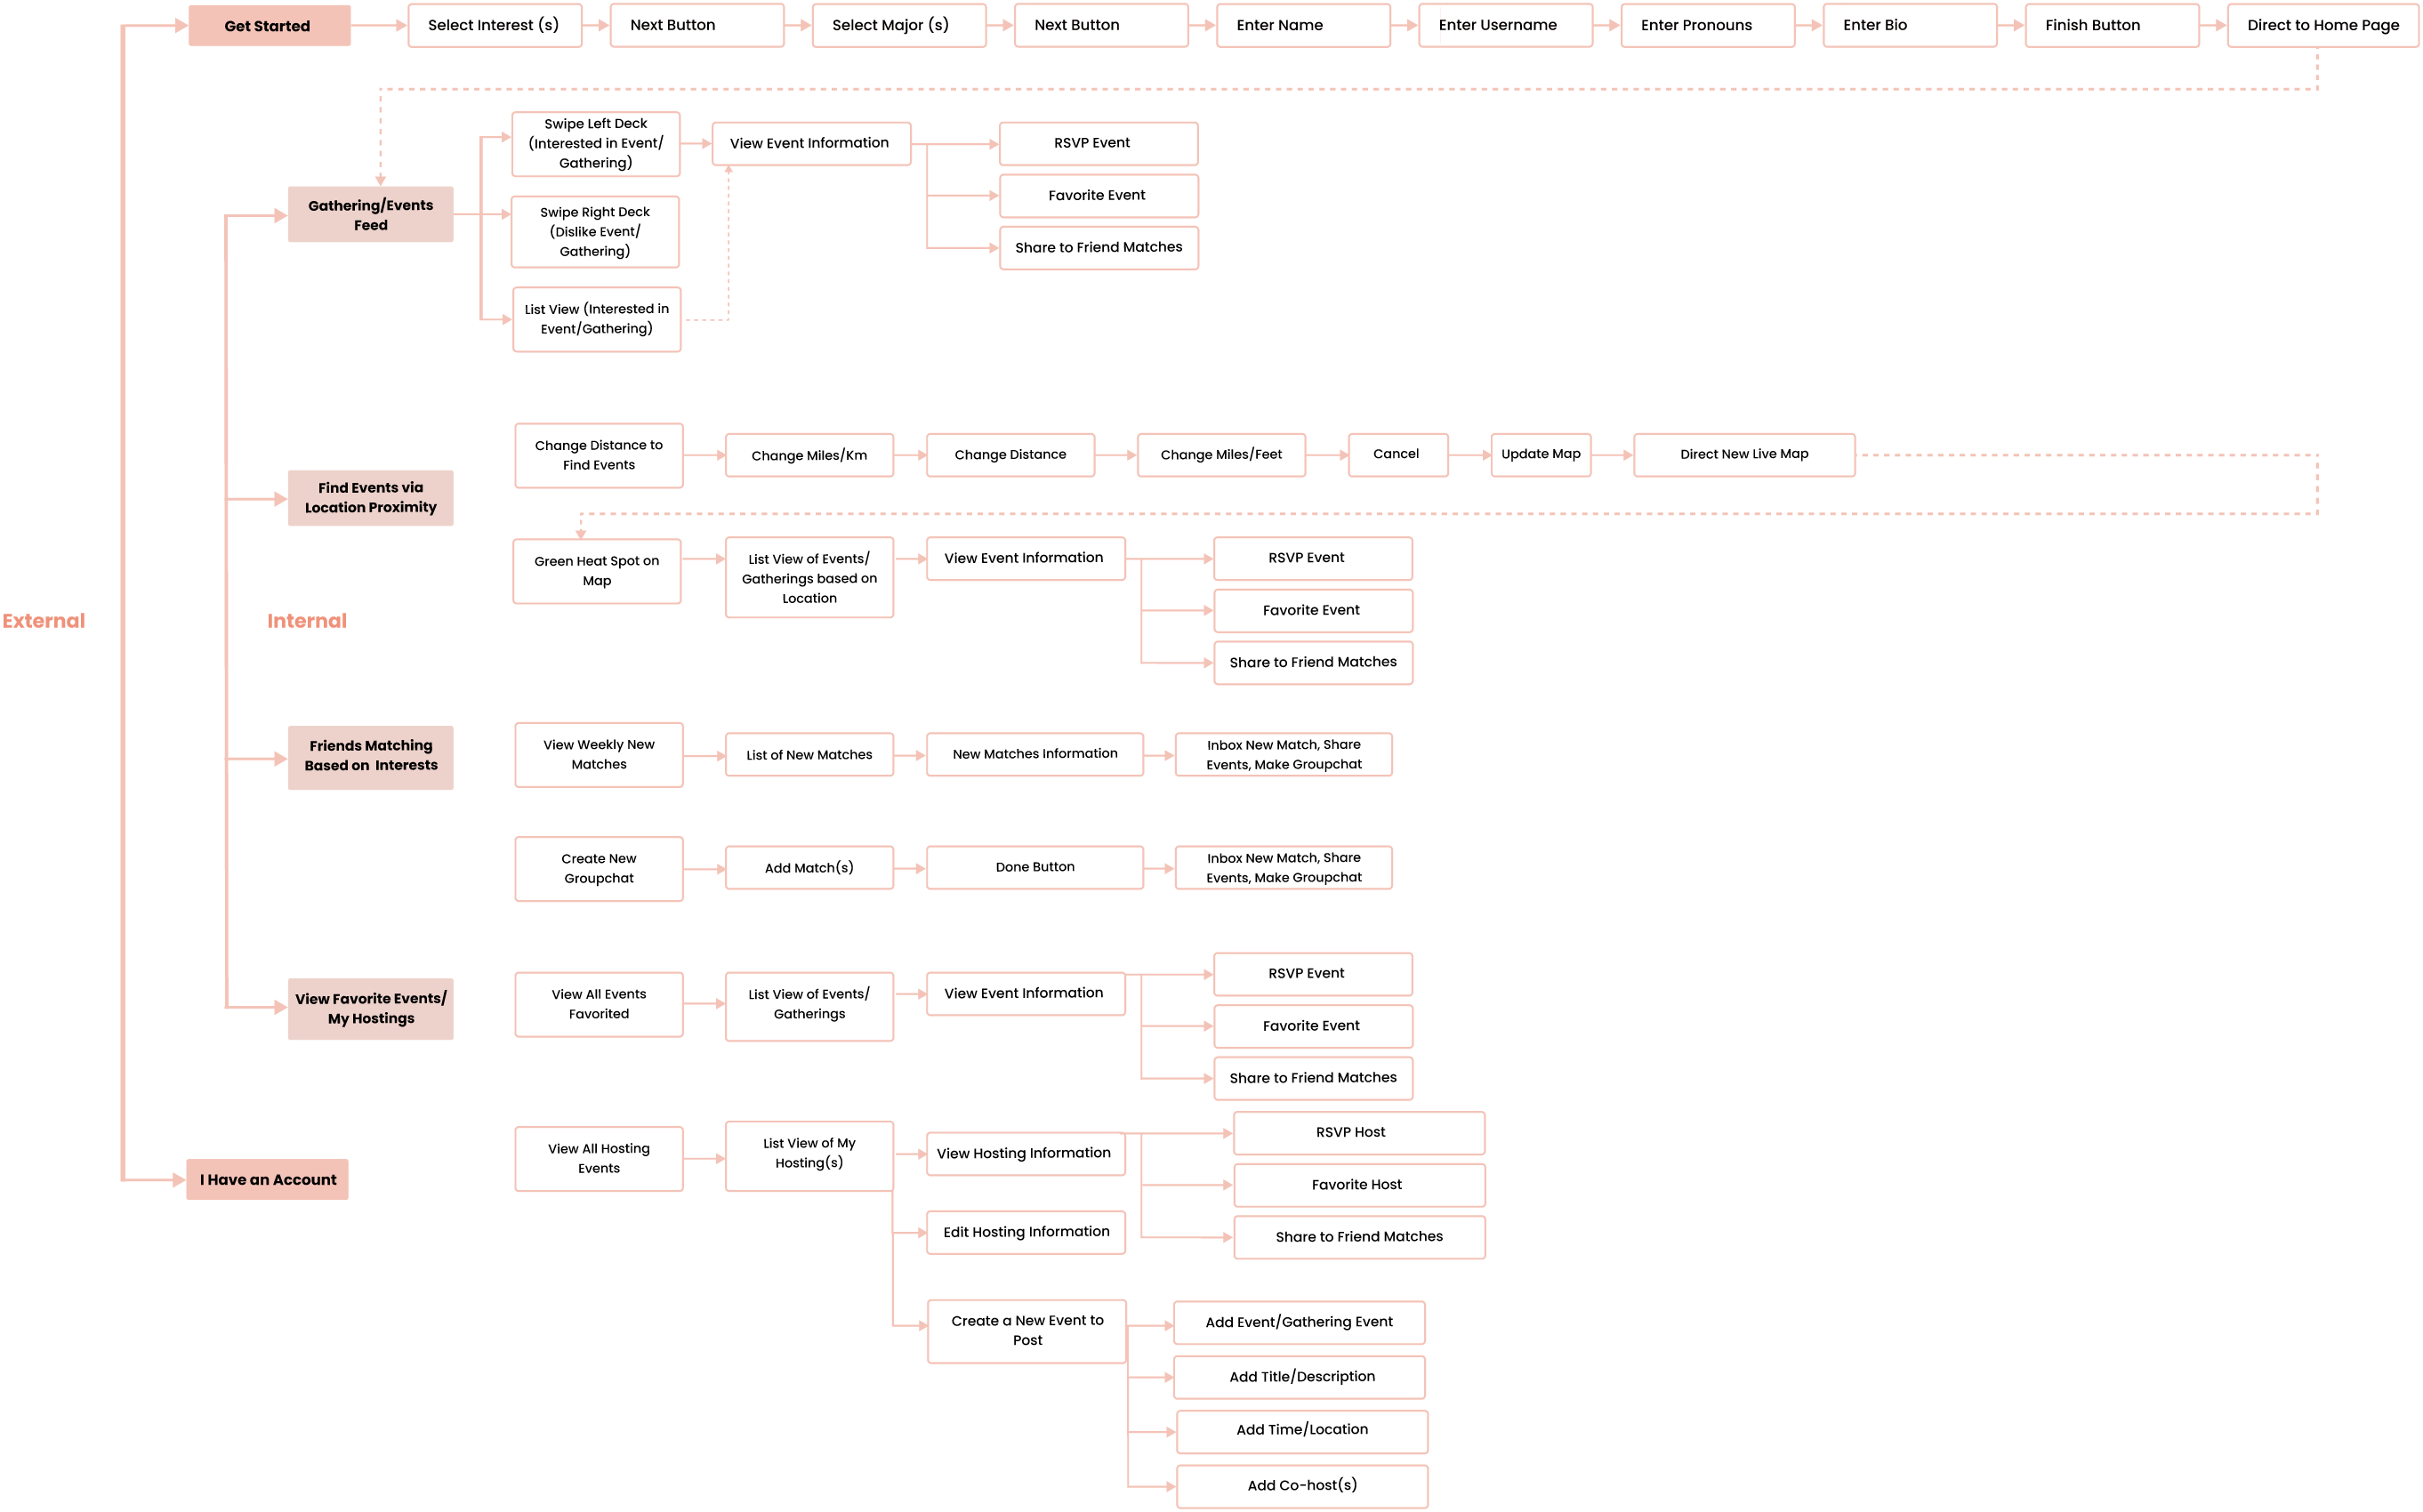 Get Started
Select Interest (s)
Next Button
Select Major (s)
Next Button
Enter Name
Enter Username
Enter Pronouns
Enter Bio
Finish Button
Direct to Home Page
Gathering/Events
Feed
Swipe Left Deck
(Interested in Event/
Gathering)
View Event Information
RSVP Event
Favorite Event
Share to Friend Matches
Swipe Right Deck
(Dislike Event/
Gathering)
List View (Interested in
Event/Gathering)
Find Events via
Location Proximity
Change Distance to
Find Events
Change Miles/Km
Change Distance
Change Miles/Feet
Cancel
Update Map
Direct New Live Map
Green Heat Spot on
Map
List View of Events/
Gatherings based on
Location
View Event Information
RSVP Event
Favorite Event
Share to Friend Matches
External
Internal
Friends Matching
Based on  Interests
View Weekly New
Matches
List of New Matches
New Matches Information
Inbox New Match, Share
Events, Make Groupchat
Create New
Groupchat
Add Match(s)
Done Button
Inbox New Match, Share
Events, Make Groupchat
View Favorite Events/
My Hostings
View All Events
Favorited
List View of Events/
Gatherings
View Event Information
RSVP Event
Favorite Event
Share to Friend Matches
I Have an Account
View All Hosting
Events
List View of My
Hosting(s)
View Hosting Information
RSVP Host
Favorite Host
Share to Friend Matches
Edit Hosting Information
Create a New Event to
Post
Add Event/Gathering Event
Add Title/Description
Add Time/Location
Add Co-host(s)